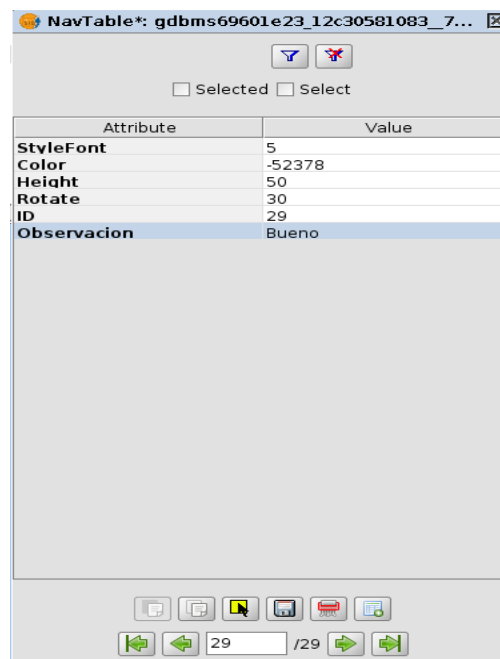 NavTable*: gdbms69601e23_12c30581083__7...
Selected Select
Attribute Value
StyleFont 5
Color -52378
Height 50
Rotate 30
ID 29
Observacion Bueno
29 /29